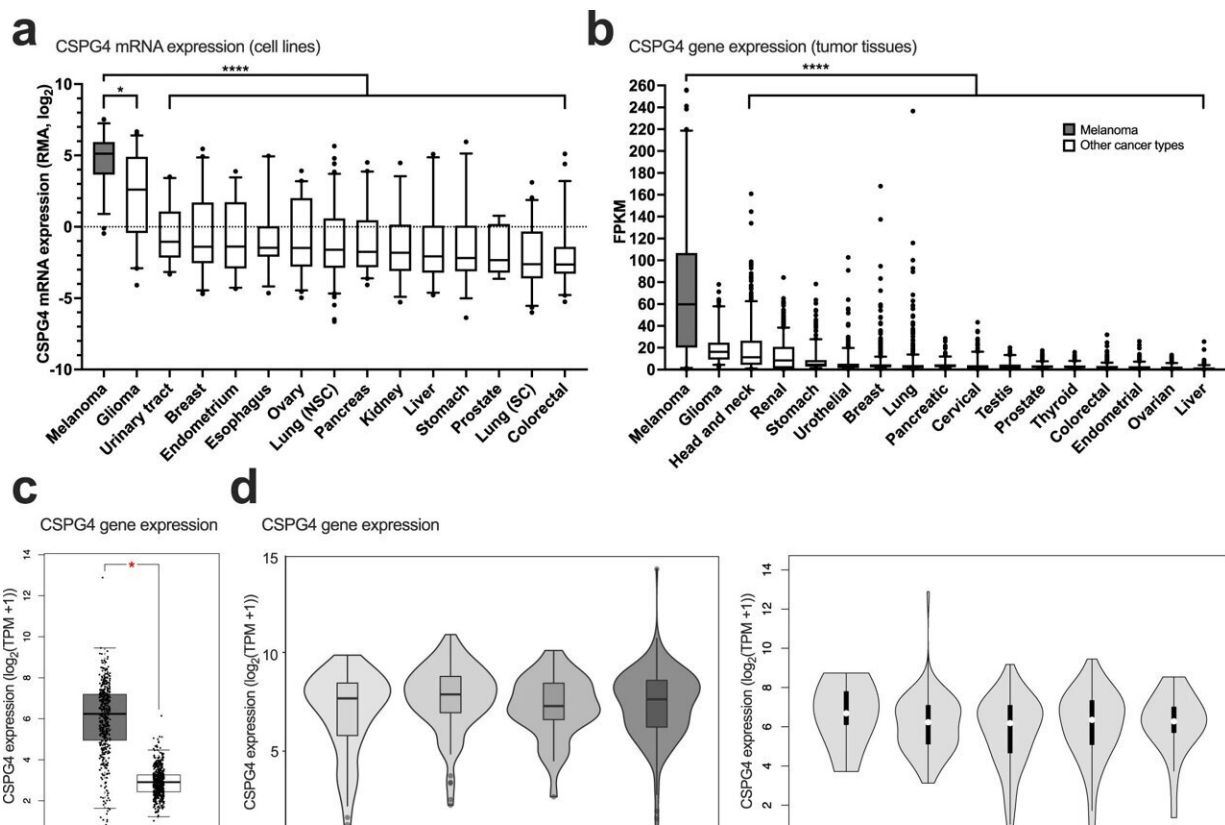 a
CSPG4 mRNA expression (cell lines)
CSPG4 mRNA expression (RMA, log2)
10
5
0
-5
-10
****
*
Melanoma
Glioma
Urinary tract
Breast
Endometrium
Esophagus
Ovary
Lung (NSC)
Pancreas
Kidney
Liver
Stomach
Prostate
Lung (SC)
Colorectal
b
CSPG4 gene expression (tumor tissues)
FPKM
260
240
220
200
180
160
140
120
100
80
60
40
20
0
****
Melanoma
Other cancer types
Melanoma
Glioma
Head and neck
Renal
Stomach
Urothelial
Breast
Lung
Pancreatic
Cervical
Testis
Prostate
Thyroid
Colorectal
Endometrial
Ovarian
Liver
c
CSPG4 gene expression
CSPG4 expression (log2(TPM +1))
14
12
10
8
6
4
2
*
d
CSPG4 gene expression
CSPG4 expression (log2(TPM +1))
15
10
5
CSPG4 expression (log2(TPM +1))
14
12
10
8
6
4
2